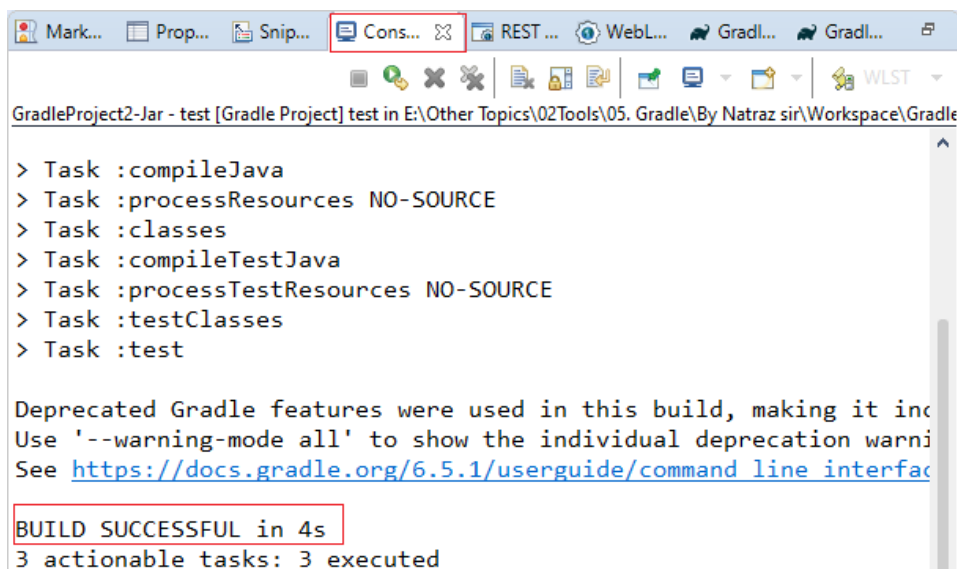 Mark... Prop... Snip... Cons... REST ... WebL... Gradl... Gradl...
WLST
GradleProject2-Jar - test [Gradle Project] test in E:\Other Topics\02Tools\05. Gradle\By Natraz sir\Workspace\Gradle
> Task :compileJava
> Task :processResources NO-SOURCE
> Task :classes
> Task :compileTestJava
> Task :processTestResources NO-SOURCE
> Task :testClasses
> Task :test
Deprecated Gradle features were used in this build, making it inc
Use '--warning-mode all' to show the individual deprecation warni
See https://docs.gradle.org/6.5.1/userguide/command_line_interfac
BUILD SUCCESSFUL in 4s
3 actionable tasks: 3 executed